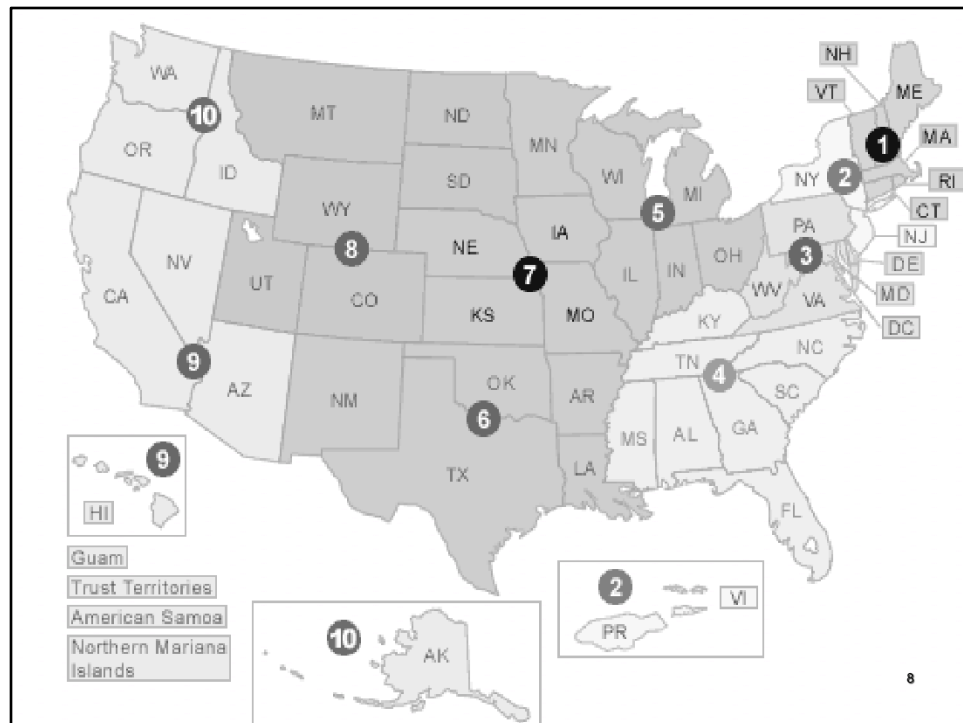 NH
WA
VT
ME
MT
ND
10
MN
1
MA
OR
ID
WI
NY
2
RI
SD
MI
CT
WY
5
PA
NJ
IA
8
NE
3
OH
DE
NV
7
IL
IN
UT
WV
MD
CA
CO
VA
KS
MO
DC
KY
9
NC
TN
4
OK
AZ
NM
AR
SC
6
MS
AL
GA
9
LA
TX
HI
FL
Guam
2
Trust Territories
VI
American Samoa
10
PR
Northern Mariana
Islands
AK
8